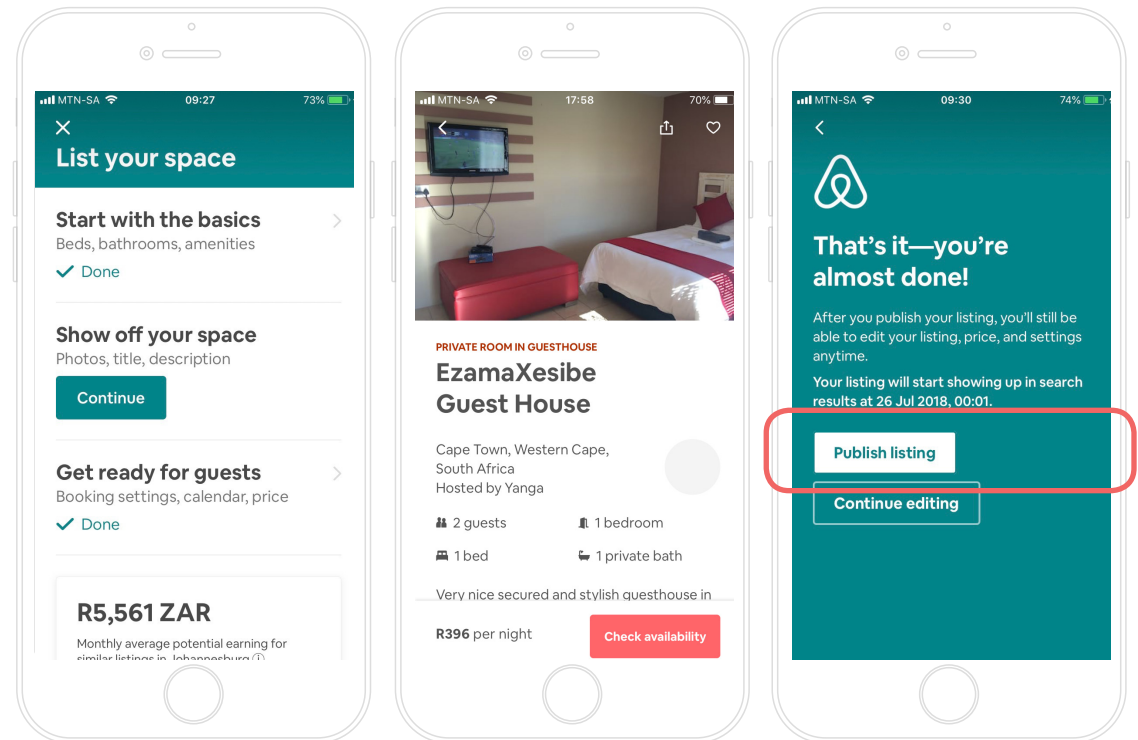 MTN-SA 09:27 73%
List your space
Start with the basics
Beds, bathrooms, amenities
Done
Show off your space
Photos, title, description
Continue
Get ready for guests
Booking settings, calendar, price
Done
R5,561 ZAR
Monthly average potential earning for
similar listings in Johannesburg
MTN-SA 17:58 70%
PRIVATE ROOM IN GUESTHOUSE
EzamaXesibe
Guest House
Cape Town, Western Cape,
South Africa
Hosted by Yanga
2 guests 1 bedroom
1 bed 1 private bath
Very nice secured and stylish guesthouse in
R396 per night Check availability
MTN-SA 09:30 74%
That's it—you're
almost done!
After you publish your listing, you'll still be
able to edit your listing, price, and settings
anytime.
Your listing will start showing up in search
results at 26 Jul 2018, 00:01.
Publish listing
Continue editing